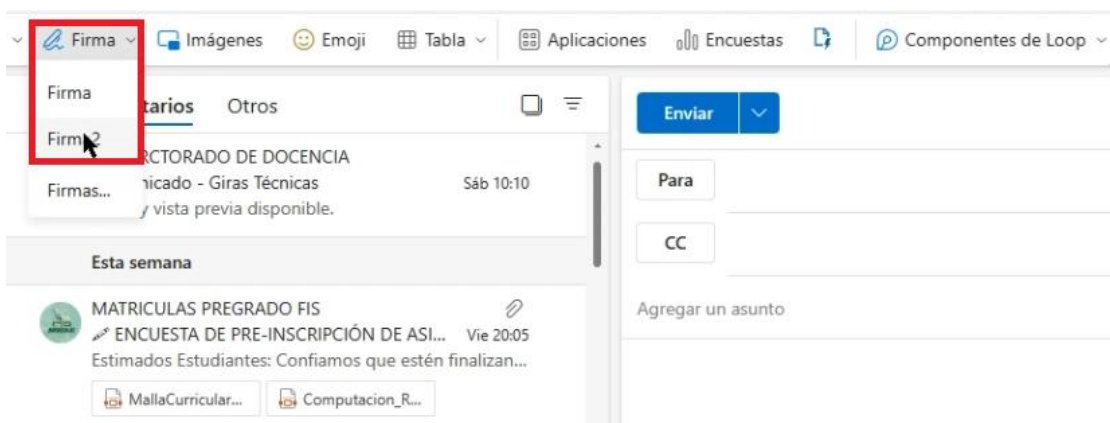 Firma Imágenes Emoji Tabla Aplicaciones Encuestas Componentes de Loop
Firma
Firma2
Firmas...
tarios Otros
RCTORADO DE DOCENCIA
nicado - Giras Técnicas Sáb 10:10
y vista previa disponible.
Esta semana
MATRICULAS PREGRADO FIS
ENCUESTA DE PRE-INSCRIPCIÓN DE ASI... Vie 20:05
Estimados Estudiantes: Confiamos que estén finalizan...
MallaCurricular... Computacion_R...
Enviar
Para
CC
Agregar un asunto